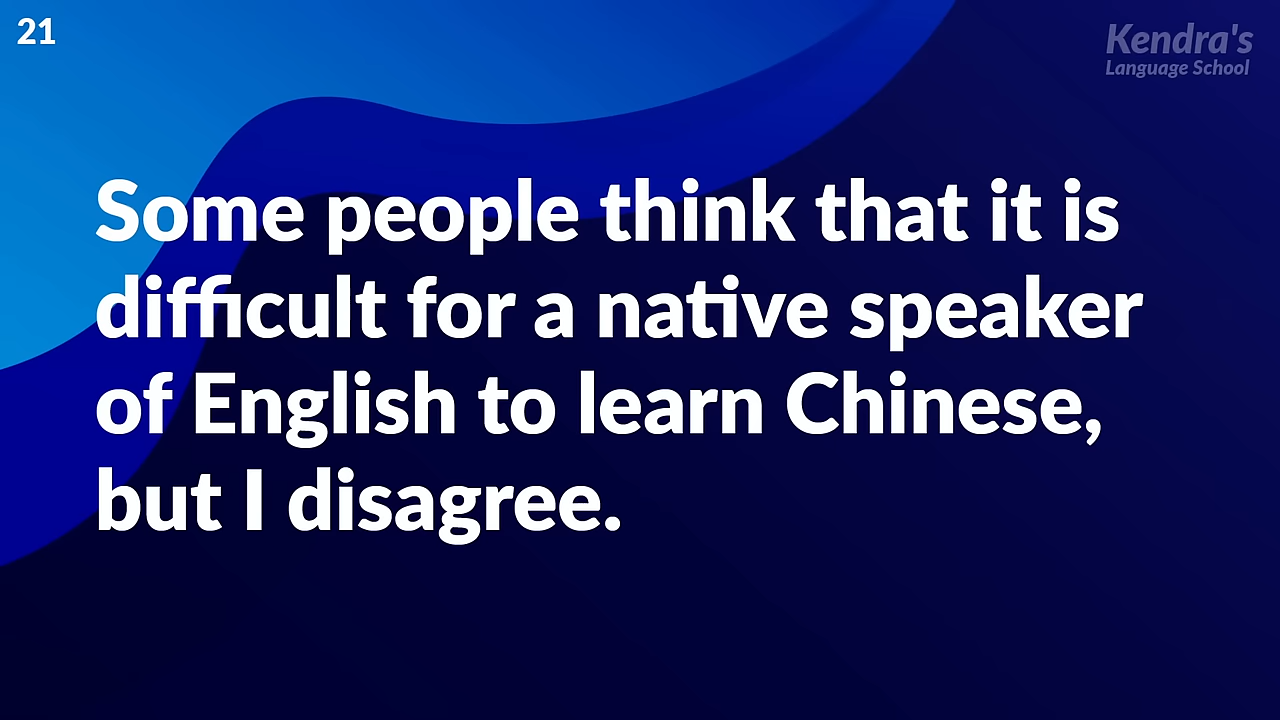 21
Kendra's
Language School
Some people think that it is
difficult for a native speaker
of English to learn Chinese,
but I disagree.